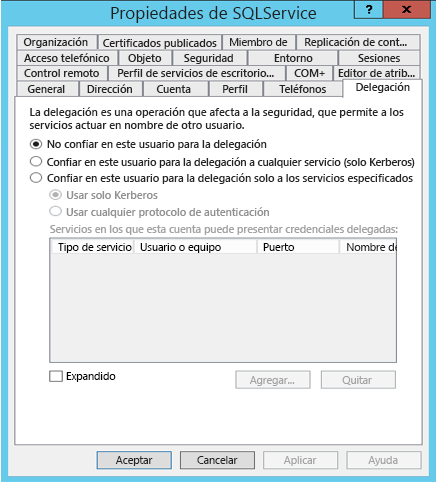 Propiedades de SQLService
? x
Organización Certificados publicados Miembro de Replicación de cont...
Acceso telefónico Objeto Seguridad Entorno Sesiones
Control remoto Perfil de servicios de escritorio... COM+ Editor de atrib...
General Dirección Cuenta Perfil Teléfonos Delegación
La delegación es una operación que afecta a la seguridad, que permite a los
servicios actuar en nombre de otro usuario.
No confiar en este usuario para la delegación
Confiar en este usuario para la delegación a cualquier servicio (solo Kerberos)
Confiar en este usuario para la delegación solo a los servicios especificados
Usar solo Kerberos
Usar cualquier protocolo de autenticación
Servicios en los que esta cuenta puede presentar credenciales delegadas:
Tipo de servicio Usuario o equipo Puerto Nombre de
Expandido Agregar... Quitar
Aceptar Cancelar Aplicar Ayuda